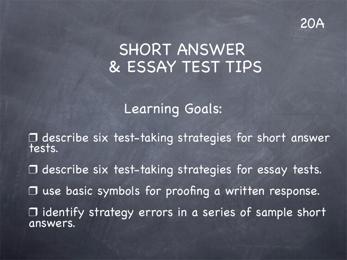 20A
SHORT ANSWER
& ESSAY TEST TIPS
Learning Goals:
❒ describe six test-taking strategies for short answer
tests.
❒ describe six test-taking strategies for essay tests.
❒ use basic symbols for proofing a written response.
❒ identify strategy errors in a series of sample short
answers.